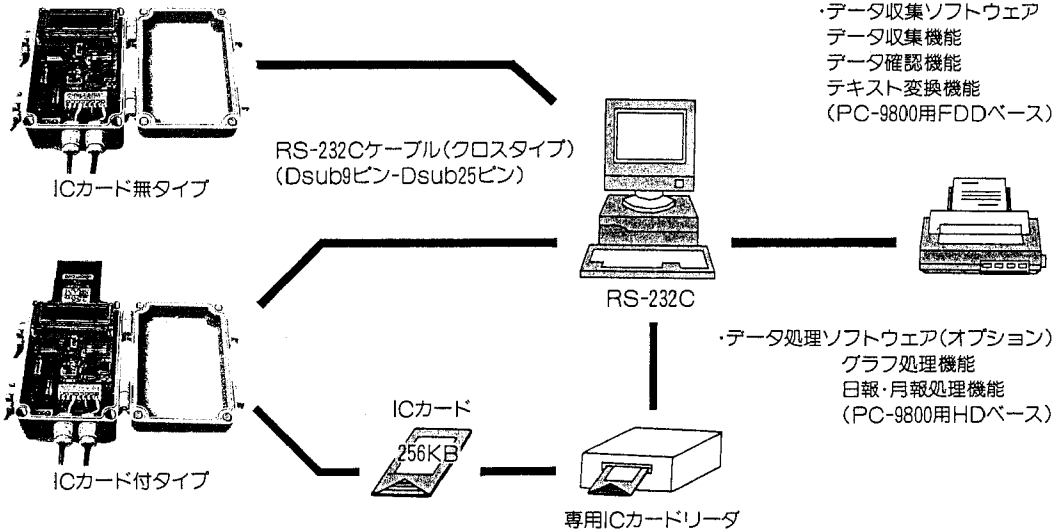 ・データ収集ソフトウェア
データ収集機能
データ確認機能
テキスト変換機能
(PC-9800用FDDベース)
RS-232Cケーブル(クロスタイプ)
(Dsub9ピン-Dsub25ピン)
ICカード無タイプ
RS-232C
・データ処理ソフトウェア(オプション)
グラフ処理機能
日報・月報処理機能
(PC-9800用HDベース)
ICカード
256KB
ICカード付タイプ
専用ICカードリーダ